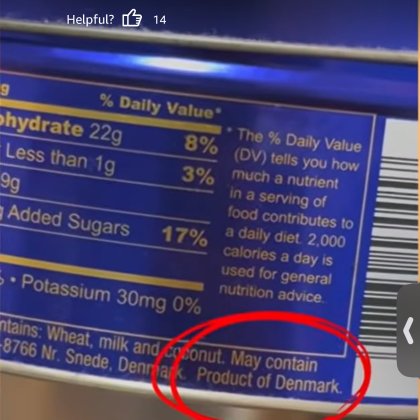 Helpful? 14
g
% Daily Value*
ohydrate 22g 8%
Less than 1g 3%
9g
g Added Sugars 17%
% • Potassium 30mg 0%
* The % Daily Value
(DV) tells you how
much a nutrient
in a serving of
food contributes to
a daily diet. 2,000
calories a day is
used for general
nutrition advice.
ntains: Wheat, milk and coconut. May contain
-8766 Nr. Snede, Denmark. Product of Denmark.